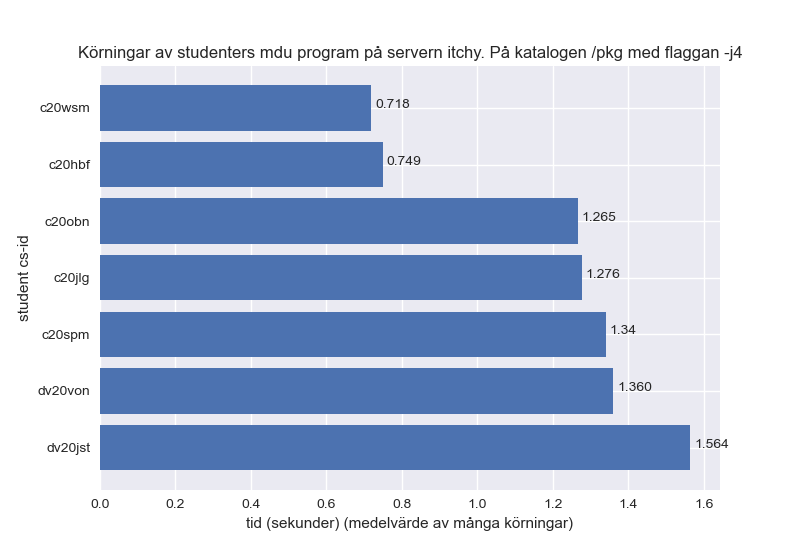 Körningar av studenters mdu program på servern itchy. På katalogen /pkg med flaggan -j4
c20wsm 0.718
c20hbf 0.749
c20obn 1.265
c20jlg 1.276
c20spm 1.34
dv20von 1.360
dv20jst 1.564
student cs-id
0.0 0.2 0.4 0.6 0.8 1.0 1.2 1.4 1.6
tid (sekunder) (medelvärde av många körningar)